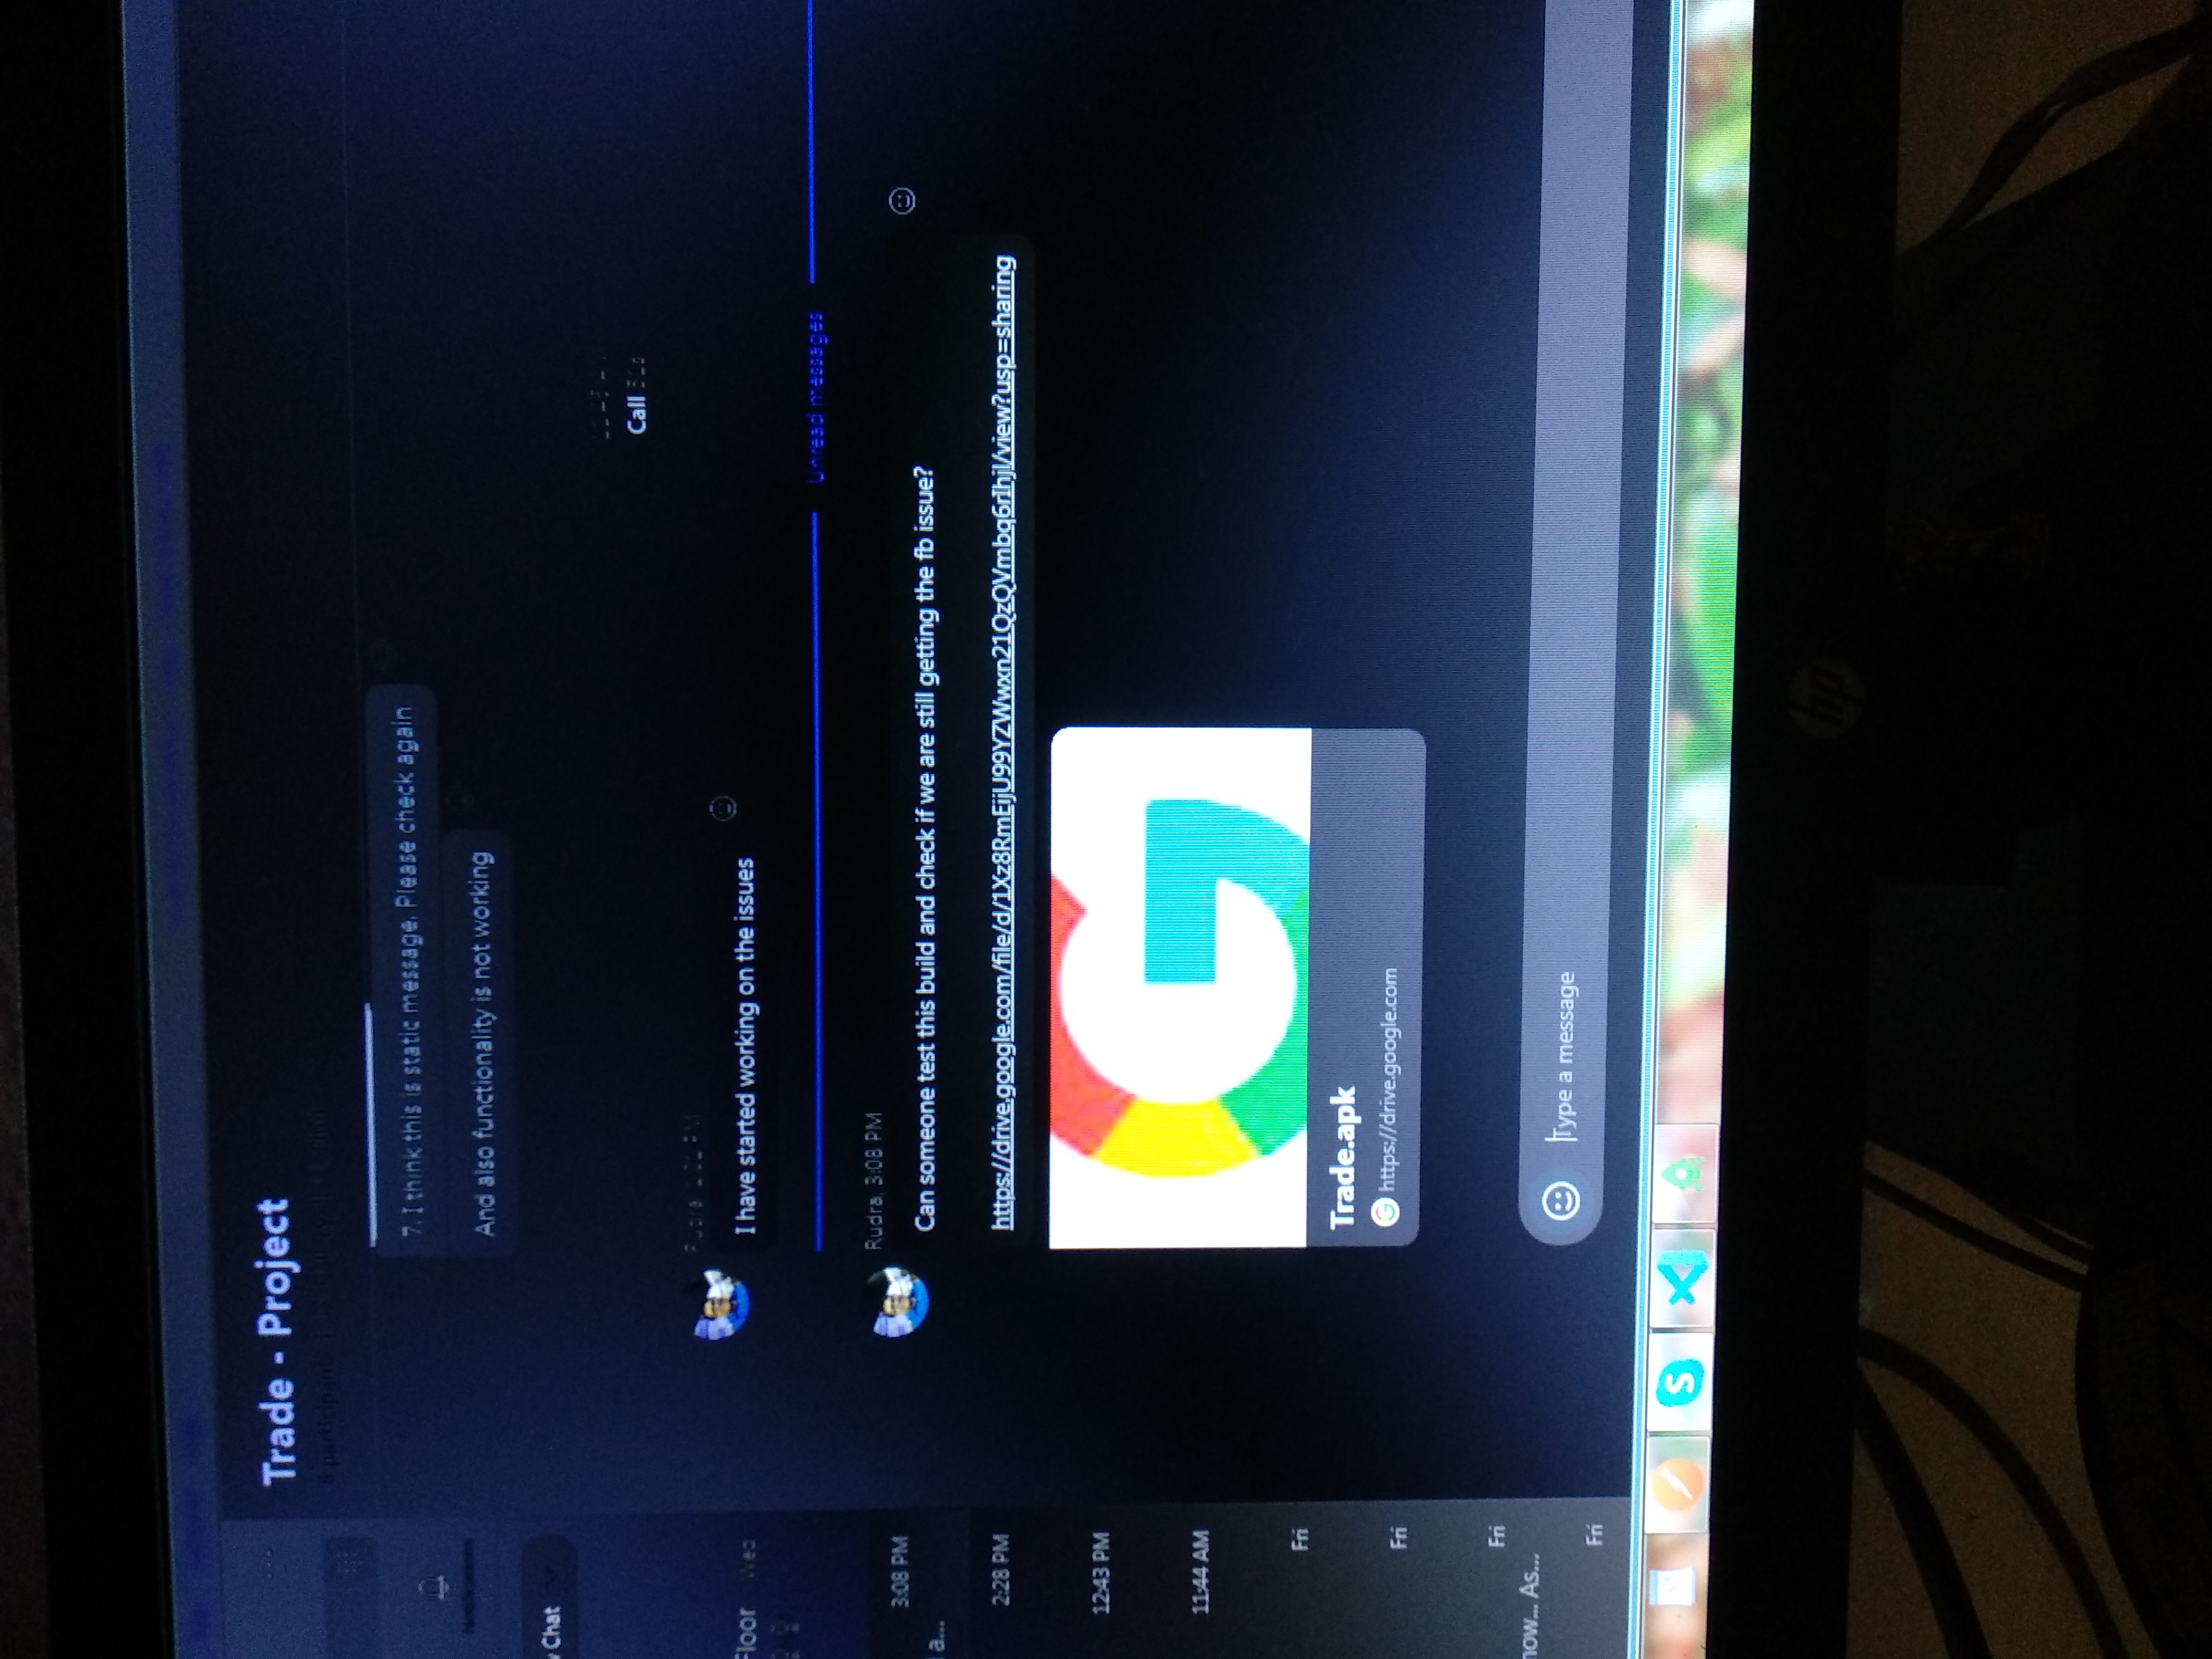 Trade - Project
8 participants
7. I think this is static message. Please check again
And also functionality is not working
Notifications
Chat
Call
Rudra, PM
I have started working on the issues
Floor Wed
Unread messages
Rudra, 3:08 PM
3:08 PM
a...
Can someone test this build and check if we are still getting the fb issue?
https://drive.google.com/file/d/1Xz8RmEijU99YZWwxn21QzQVmbq6rIhjl/view?usp=sharing
2:28 PM
12:43 PM
11:44 AM
Fri
Trade.apk
https://drive.google.com
Fri
Fri
now... As...
Fri
Type a message
hp